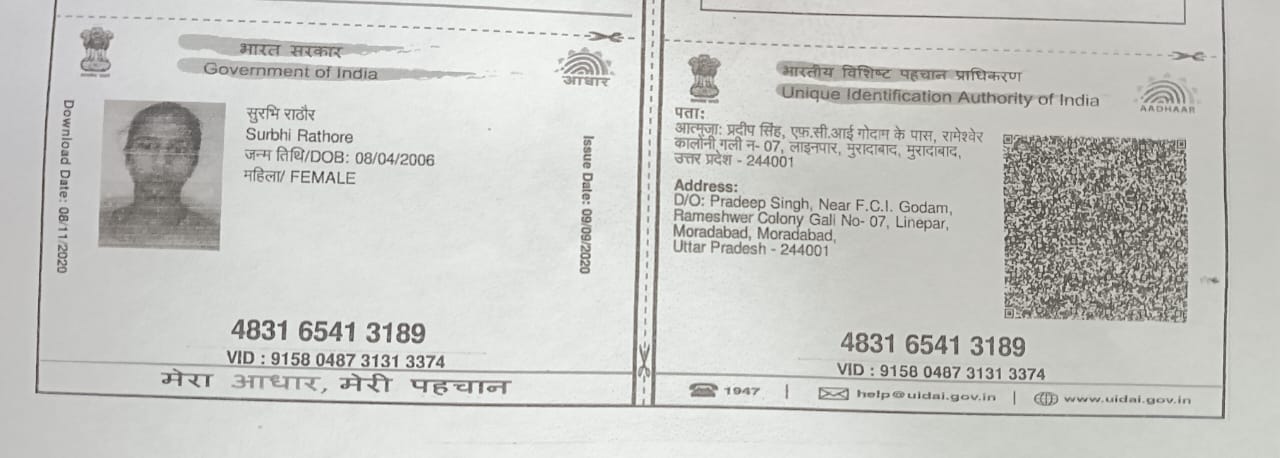 भारत सरकार
Government of India
आधार
Download Date: 08/11/2020
सुरभि राठौर
Surbhi Rathore
जन्म तिथि/DOB: 08/04/2006
महिला/ FEMALE
Issue Date: 09/09/2020
4831 6541 3189
VID : 9158 0487 3131 3374
मेरा आधार, मेरी पहचान
भारतीय विशिष्ट पहचान प्राधिकरण
Unique Identification Authority of India
AADHAAR
पता:
आत्मजा: प्रदीप सिंह, एफ.सी.आई गोदाम के पास, रामेश्वेर
कालोनी गली न- 07, लाइनपार, मुरादाबाद, मुरादाबाद,
उत्तर प्रदेश - 244001
Address:
D/O: Pradeep Singh, Near F.C.I. Godam,
Rameshwer Colony Gali No- 07, Linepar,
Moradabad, Moradabad,
Uttar Pradesh - 244001
4831 6541 3189
VID : 9158 0487 3131 3374
1947 | help@uidai.gov.in | www.uidai.gov.in